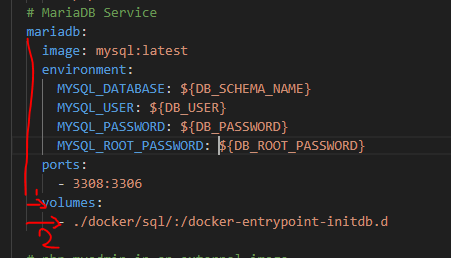 # MariaDB Service
mariadb:
image: mysql:latest
environment:
MYSQL_DATABASE: ${DB_SCHEMA_NAME}
MYSQL_USER: ${DB_USER}
MYSQL_PASSWORD: ${DB_PASSWORD}
MYSQL_ROOT_PASSWORD: ${DB_ROOT_PASSWORD}
ports:
- 3308:3306
volumes:
- ./docker/sql/:/docker-entrypoint-initdb.d
2